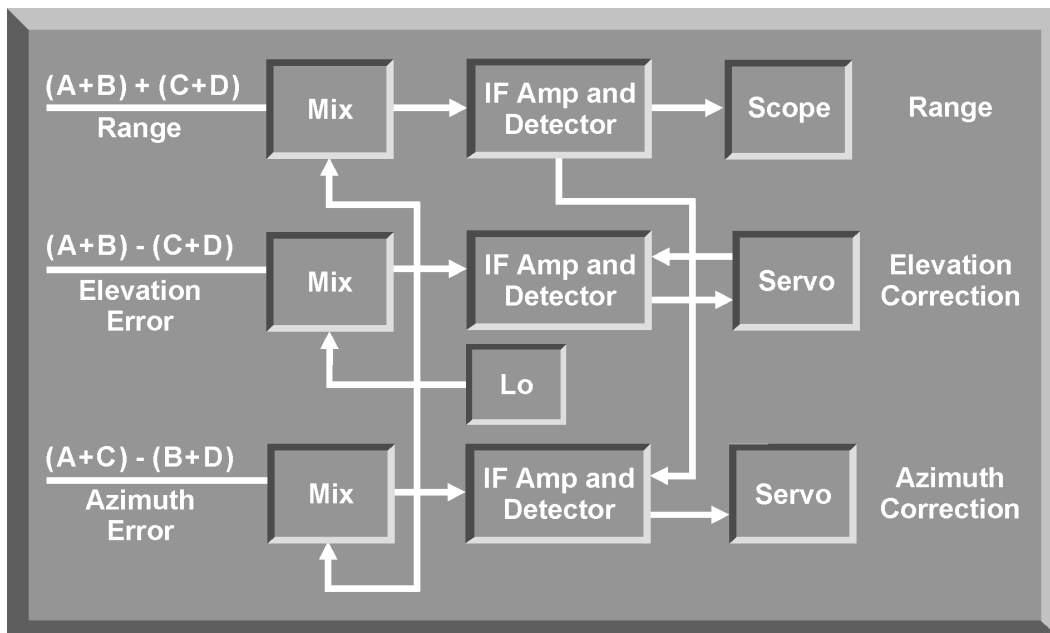 (A+B) + (C+D)
Range
Mix
IF Amp and
Detector
Scope
Range
(A+B) - (C+D)
Elevation
Error
Mix
IF Amp and
Detector
Servo
Elevation
Correction
Lo
(A+C) - (B+D)
Azimuth
Error
Mix
IF Amp and
Detector
Servo
Azimuth
Correction